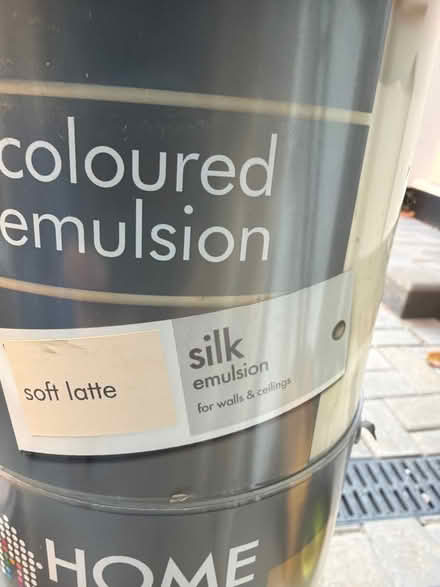 coloured
emulsion
soft latte
silk
emulsion
for walls & ceilings
HOME